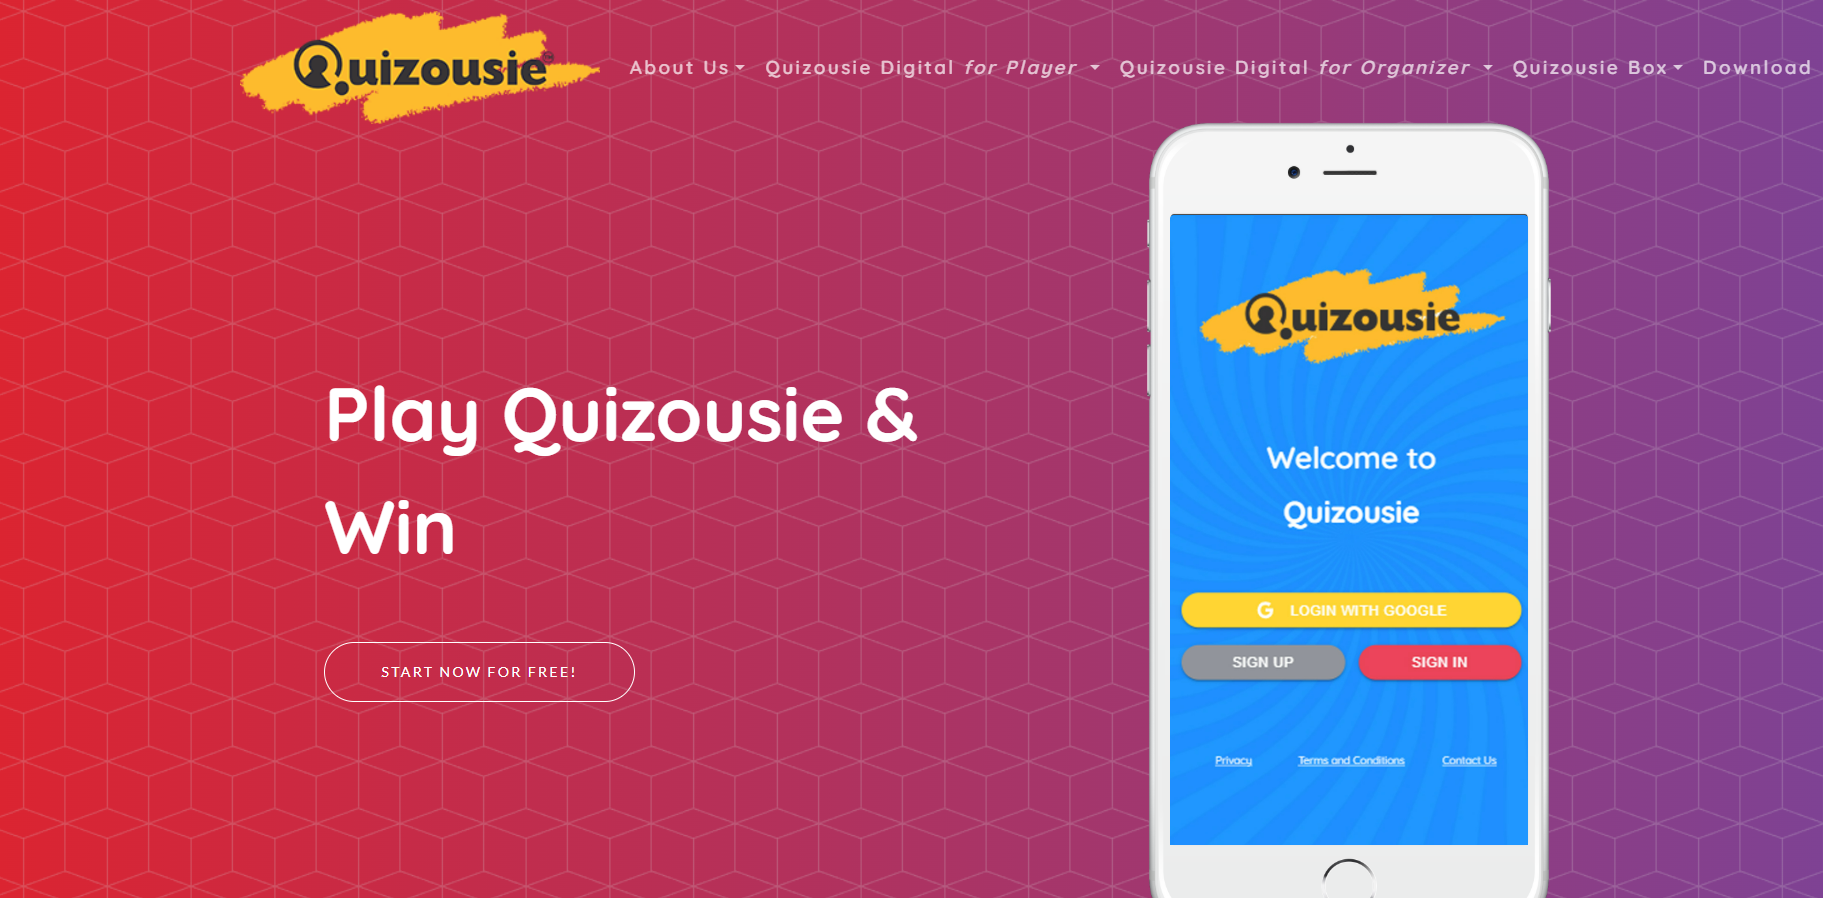 Quizousie
About Us
Quizousie Digital for Player
Quizousie Digital for Organizer
Quizousie Box
Download
Play Quizousie &
Win
START NOW FOR FREE!
Quizousie
Welcome to
Quizousie
G LOGIN WITH GOOGLE
SIGN UP
SIGN IN
Privacy
Terms and Conditions
Contact Us